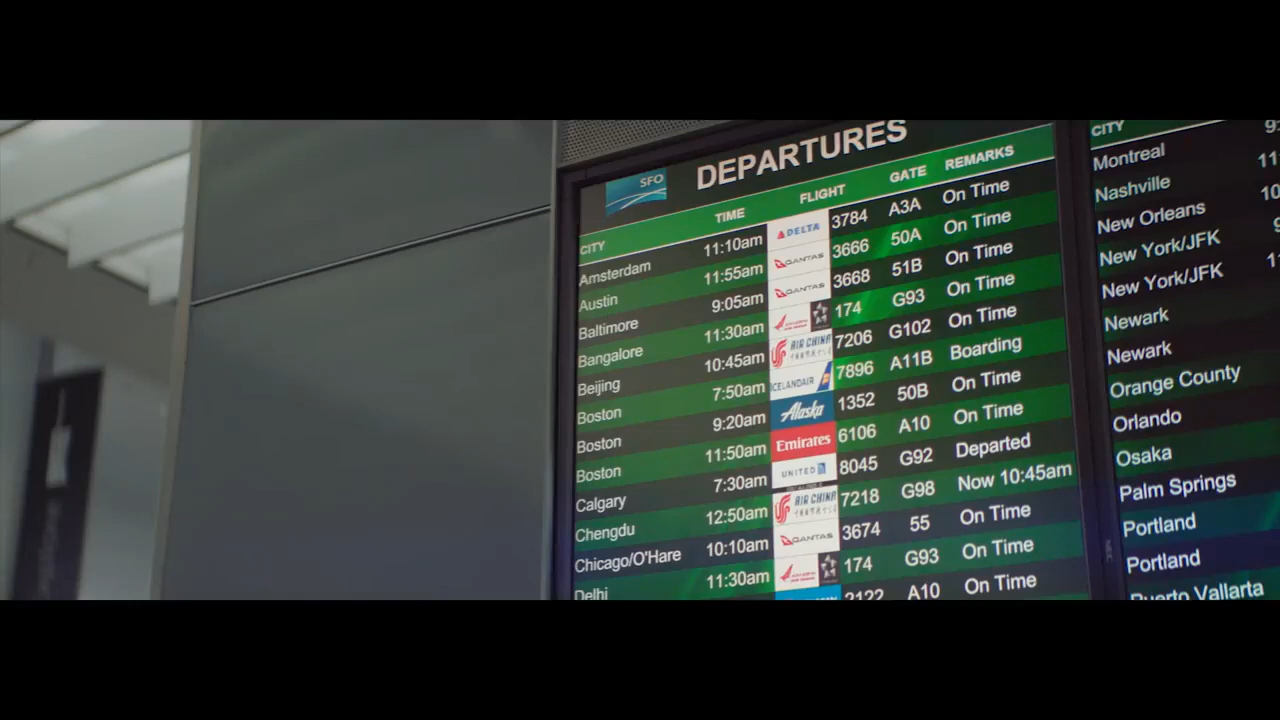 SFO
DEPARTURES
CITY TIME FLIGHT GATE REMARKS
Amsterdam 11:10am DELTA 3784 A3A On Time
Austin 11:55am QANTAS 3666 50A On Time
Baltimore 9:05am QANTAS 3668 51B On Time
Bangalore 11:30am 174 G93 On Time
Beijing 10:45am AIR CHINA 7206 G102 On Time
Boston 7:50am ICELANDAIR 7896 A11B Boarding
Boston 9:20am Alaska 1352 50B On Time
Boston 11:50am Emirates 6106 A10 On Time
Calgary 7:30am UNITED 8045 G92 Departed
Chengdu 12:50am AIR CHINA 7218 G98 Now 10:45am
Chicago/O'Hare 10:10am QANTAS 3674 55 On Time
Delhi 11:30am 174 G93 On Time
2122 A10 On Time
CITY
Montreal
Nashville
New Orleans
New York/JFK
New York/JFK
Newark
Newark
Orange County
Orlando
Osaka
Palm Springs
Portland
Portland
Puerto Vallarta